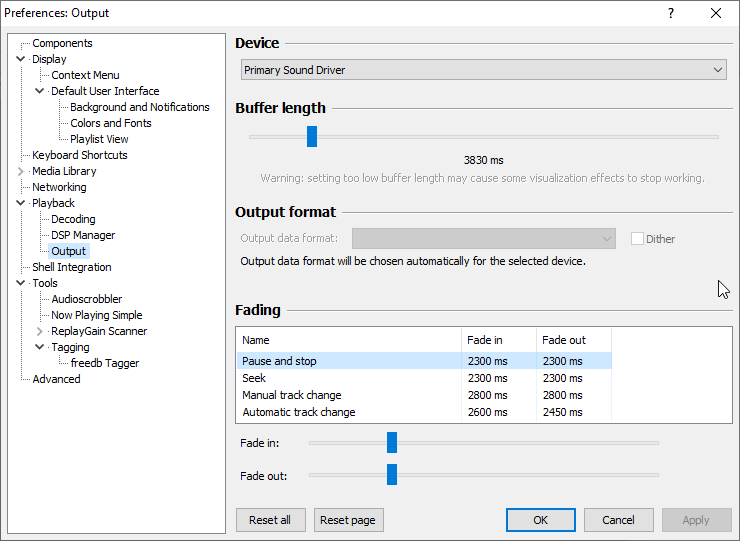 Preferences: Output
Components
Display
Context Menu
Default User Interface
Background and Notifications
Colors and Fonts
Playlist View
Keyboard Shortcuts
Media Library
Networking
Playback
Decoding
DSP Manager
Output
Shell Integration
Tools
Audioscrobbler
Now Playing Simple
ReplayGain Scanner
Tagging
freedb Tagger
Advanced
Device
Primary Sound Driver
Buffer length
3830 ms
Warning: setting too low buffer length may cause some visualization effects to stop working.
Output format
Output data format: Dither
Output data format will be chosen automatically for the selected device.
Fading
Name Fade in Fade out
Pause and stop 2300 ms 2300 ms
Seek 2300 ms 2300 ms
Manual track change 2800 ms 2800 ms
Automatic track change 2600 ms 2450 ms
Fade in:
Fade out:
Reset all Reset page OK Cancel Apply